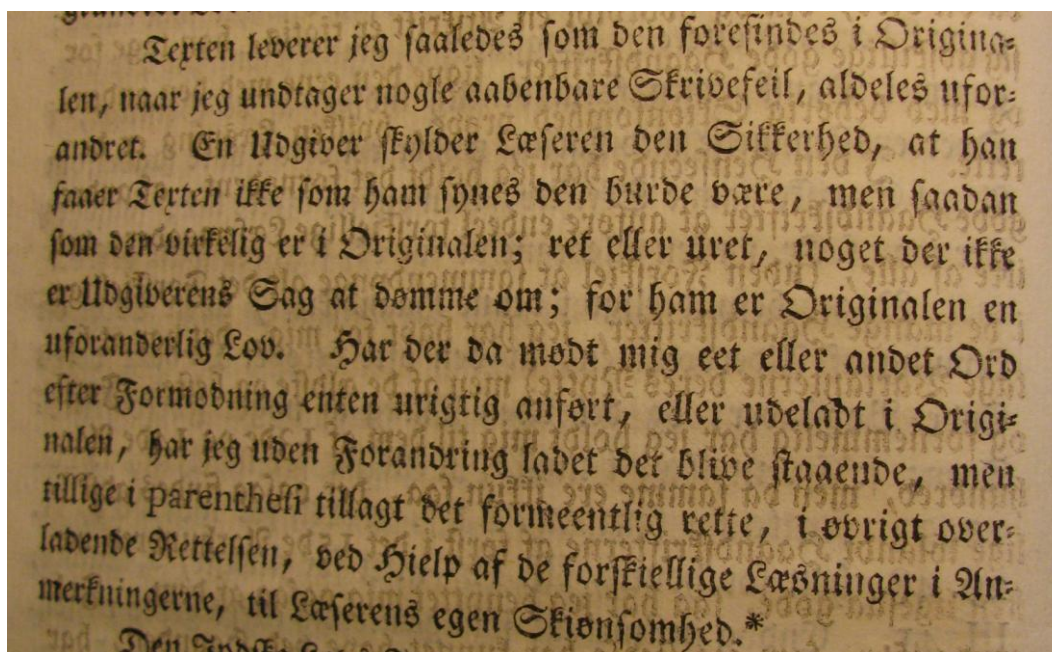 Texten leverer jeg saaledes som den forefindes i Origina-
len, naar jeg undtager nogle aabenbare Skrivefeil, aldeles ufor-
andret. En Udgiver skylder Læseren den Sikkerhed, at han
faaer Texten ikke som ham synes den burde være, men saadan
som den virkelig er i Originalen; ret eller uret, noget der ikke
er Udgiverens Sag at dømme om; for ham er Originalen en
uforanderlig Lov. Har der da mødt mig eet eller andet Ord
efter Formodning enten urigtig anført, eller udeladt i Origi-
nalen, har jeg uden Forandring ladet det blive staaende, men
tillige i parenthesi tillagt det formeentlig rette, i øvrigt over-
ladende Rettelsen, ved Hielp af de forskiellige Læsninger i An-
merkningerne, til Læserens egen Skiønsomhed.*